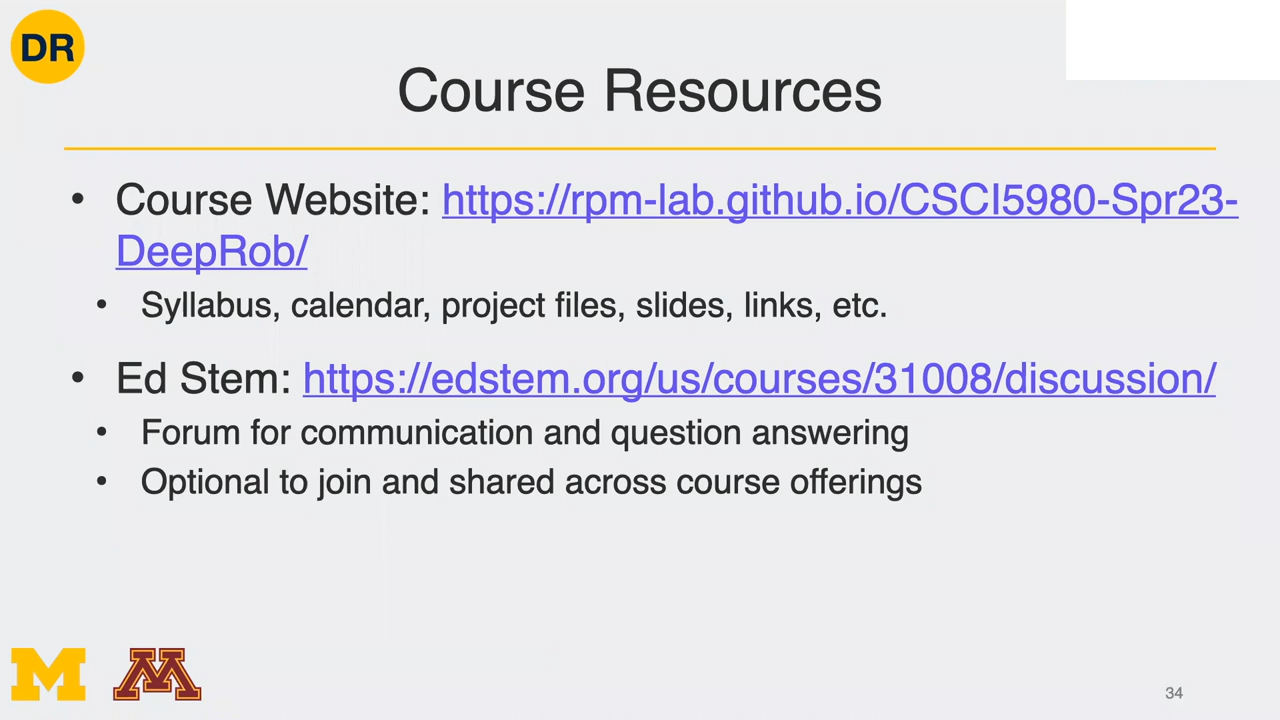 DR
Course Resources
• Course Website: https://rpm-lab.github.io/CSCI5980-Spr23-
DeepRob/
• Syllabus, calendar, project files, slides, links, etc.
• Ed Stem: https://edstem.org/us/courses/31008/discussion/
• Forum for communication and question answering
• Optional to join and shared across course offerings
M M
34